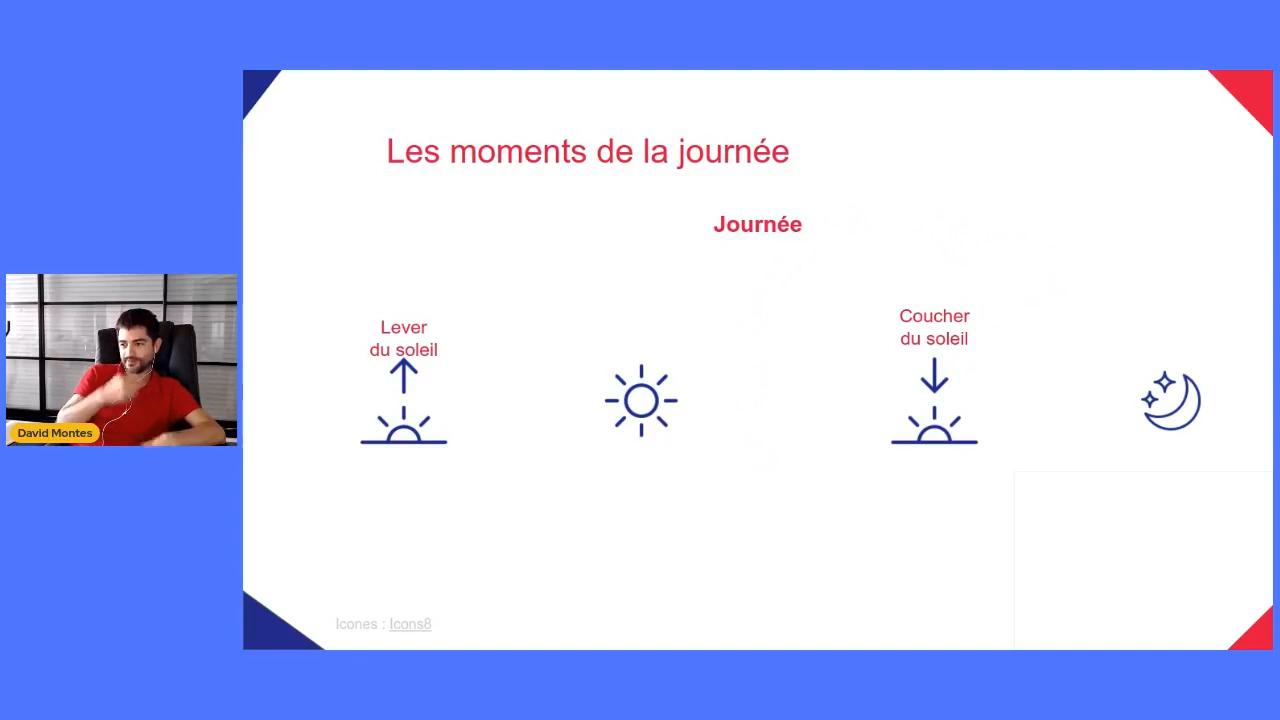 Les moments de la journée
Journée
Lever
du soleil
Coucher
du soleil
David Montes
Icones : Icons8